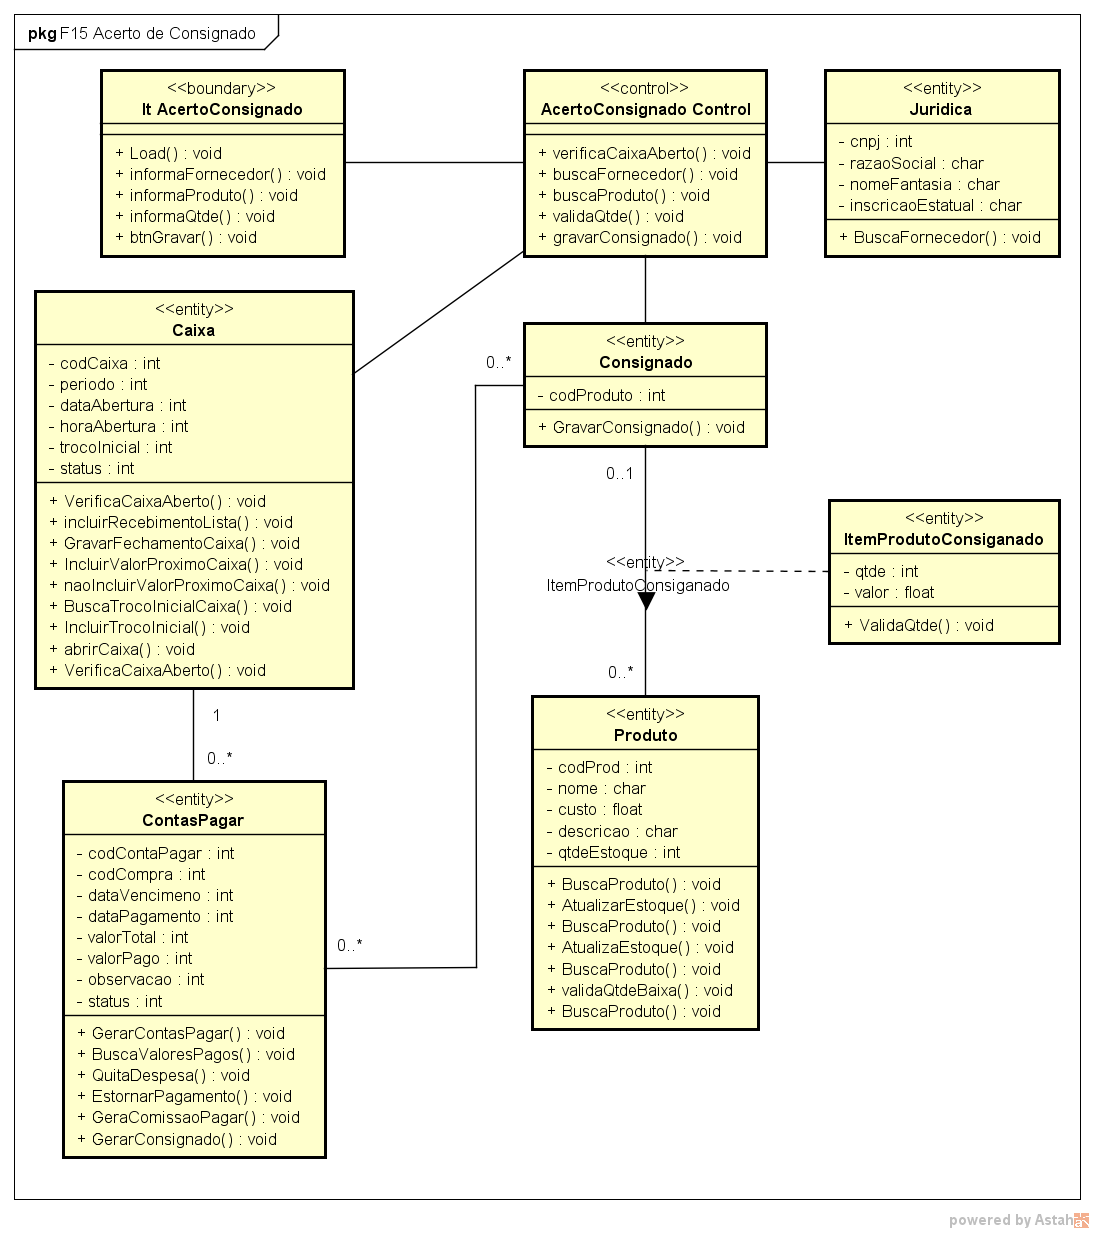 pkg F15 Acerto de Consignado
<<boundary>>
It AcertoConsignado
+ Load() : void
+ informaFornecedor() : void
+ informaProduto() : void
+ informaQtde() : void
+ btnGravar() : void
<<control>>
AcertoConsignado Control
+ verificaCaixaAberto() : void
+ buscaFornecedor() : void
+ buscaProduto() : void
+ validaQtde() : void
+ gravarConsignado() : void
<<entity>>
Juridica
- cnpj : int
- razaoSocial : char
- nomeFantasia : char
- inscricaoEstatual : char
+ BuscaFornecedor() : void
<<entity>>
Caixa
- codCaixa : int
- periodo : int
- dataAbertura : int
- horaAbertura : int
- trocoInicial : int
- status : int
+ VerificaCaixaAberto() : void
+ incluirRecebimentoLista() : void
+ GravarFechamentoCaixa() : void
+ IncluirValorProximoCaixa() : void
+ naoIncluirValorProximoCaixa() : void
+ BuscaTrocoInicialCaixa() : void
+ IncluirTrocoInicial() : void
+ abrirCaixa() : void
+ VerificaCaixaAberto() : void
0..*
<<entity>>
Consignado
- codProduto : int
+ GravarConsignado() : void
0..1
<<entity>>
ItemProdutoConsiganado
0..*
<<entity>>
ItemProdutoConsiganado
- qtde : int
- valor : float
+ ValidaQtde() : void
1
0..*
<<entity>>
ContasPagar
- codContaPagar : int
- codCompra : int
- dataVencimeno : int
- dataPagamento : int
- valorTotal : int
- valorPago : int
- observacao : int
- status : int
+ GerarContasPagar() : void
+ BuscaValoresPagos() : void
+ QuitaDespesa() : void
+ EstornarPagamento() : void
+ GeraComissaoPagar() : void
+ GerarConsignado() : void
0..*
<<entity>>
Produto
- codProd : int
- nome : char
- custo : float
- descricao : char
- qtdeEstoque : int
+ BuscaProduto() : void
+ AtualizarEstoque() : void
+ BuscaProduto() : void
+ AtualizaEstoque() : void
+ BuscaProduto() : void
+ validaQtdeBaixa() : void
+ BuscaProduto() : void
powered by Astah